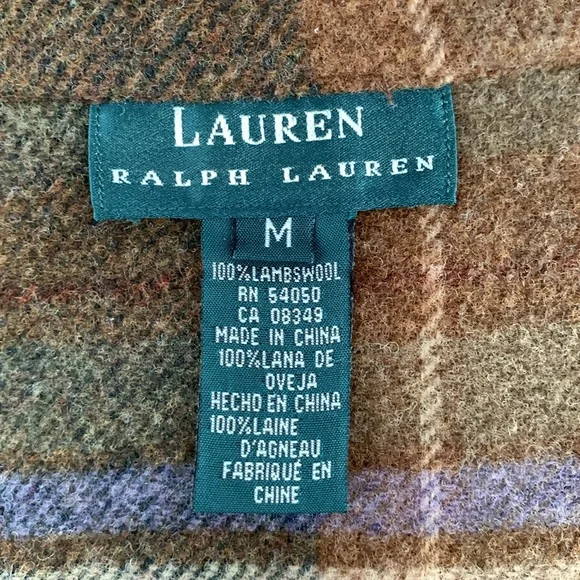 LAUREN
RALPH LAUREN
M
100%LAMBSWOOL
RN 54050
CA 08349
MADE IN CHINA
100%LANA DE
OVEJA
HECHO EN CHINA
100%LAINE
D'AGNEAU
FABRIQUÉ EN
CHINE